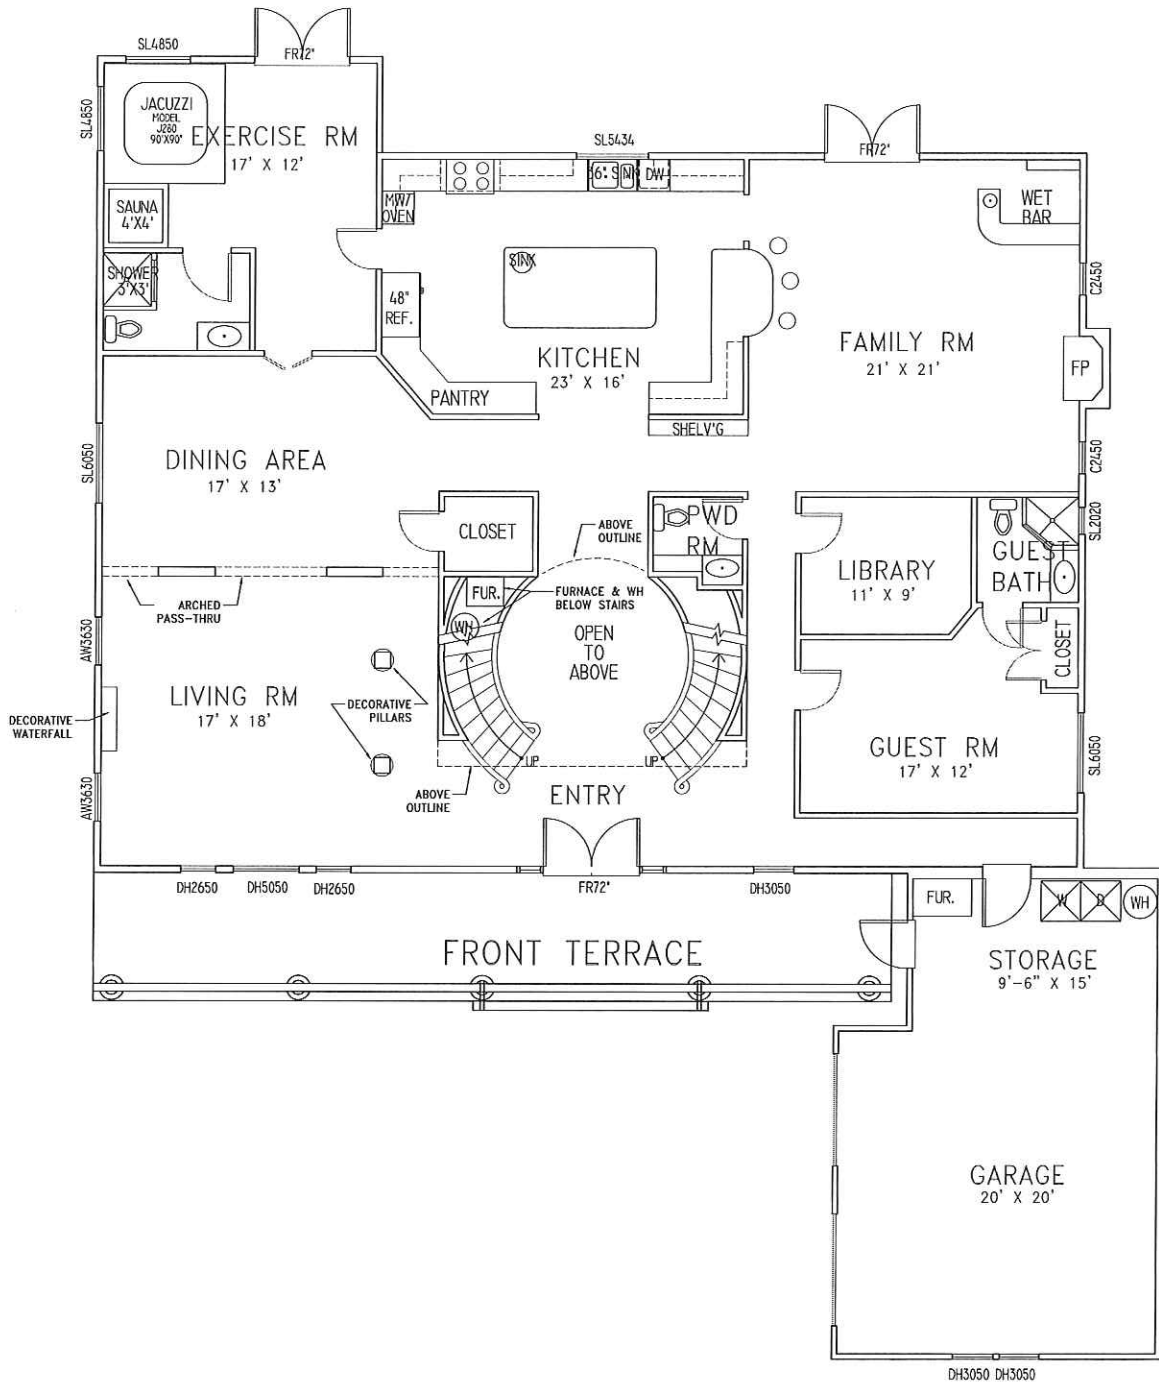 SL4850
FR72"
SL4850
JACUZZI
MODEL
J280
90"X90"
EXERCISE RM
17' X 12'
SL5434
FR72"
SAUNA
4'X4'
MW/
OVEN
36" SINK
DW
WET
BAR
SHOWER
3'X3'
SINK
C2450
48"
REF.
KITCHEN
23' X 16'
FAMILY RM
21' X 21'
FP
PANTRY
SHELV'G
DINING AREA
17' X 13'
SL6050
C2450
CLOSET
ABOVE
OUTLINE
PWD
RM
SL2020
GUEST
BATH
LIBRARY
11' X 9'
ARCHED
PASS-THRU
FUR.
FURNACE & WH
BELOW STAIRS
WH
OPEN
TO
ABOVE
CLOSET
AW3630
LIVING RM
17' X 18'
DECORATIVE
PILLARS
DECORATIVE
WATERFALL
GUEST RM
17' X 12'
SL6050
UP
UP
ABOVE
OUTLINE
ENTRY
AW3630
DH2650
DH5050
DH2650
FR72"
DH3050
FUR.
W
D
WH
FRONT TERRACE
STORAGE
9'-6" X 15'
GARAGE
20' X 20'
DH3050 DH3050